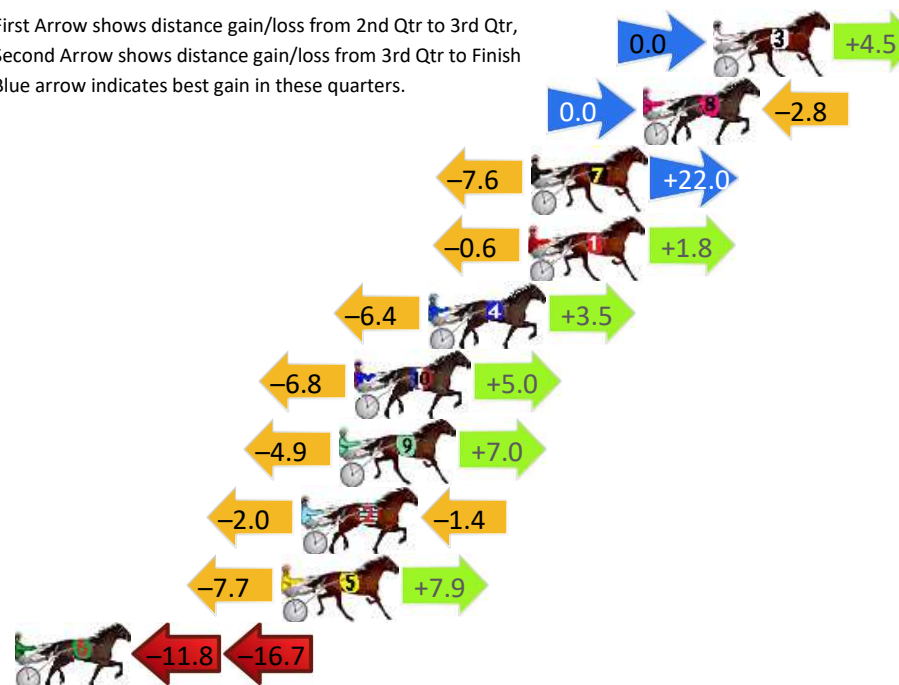 First Arrow shows distance gain/loss from 2nd Qtr to 3rd Qtr,
Second Arrow shows distance gain/loss from 3rd Qtr to Finish
Blue arrow indicates best gain in these quarters.
0.0 3 +4.5
0.0 8 –2.8
–7.6 7 +22.0
–0.6 1 +1.8
–6.4 4 +3.5
–6.8 10 +5.0
–4.9 9 +7.0
–2.0 2 –1.4
–7.7 5 +7.9
6 –11.8 –16.7